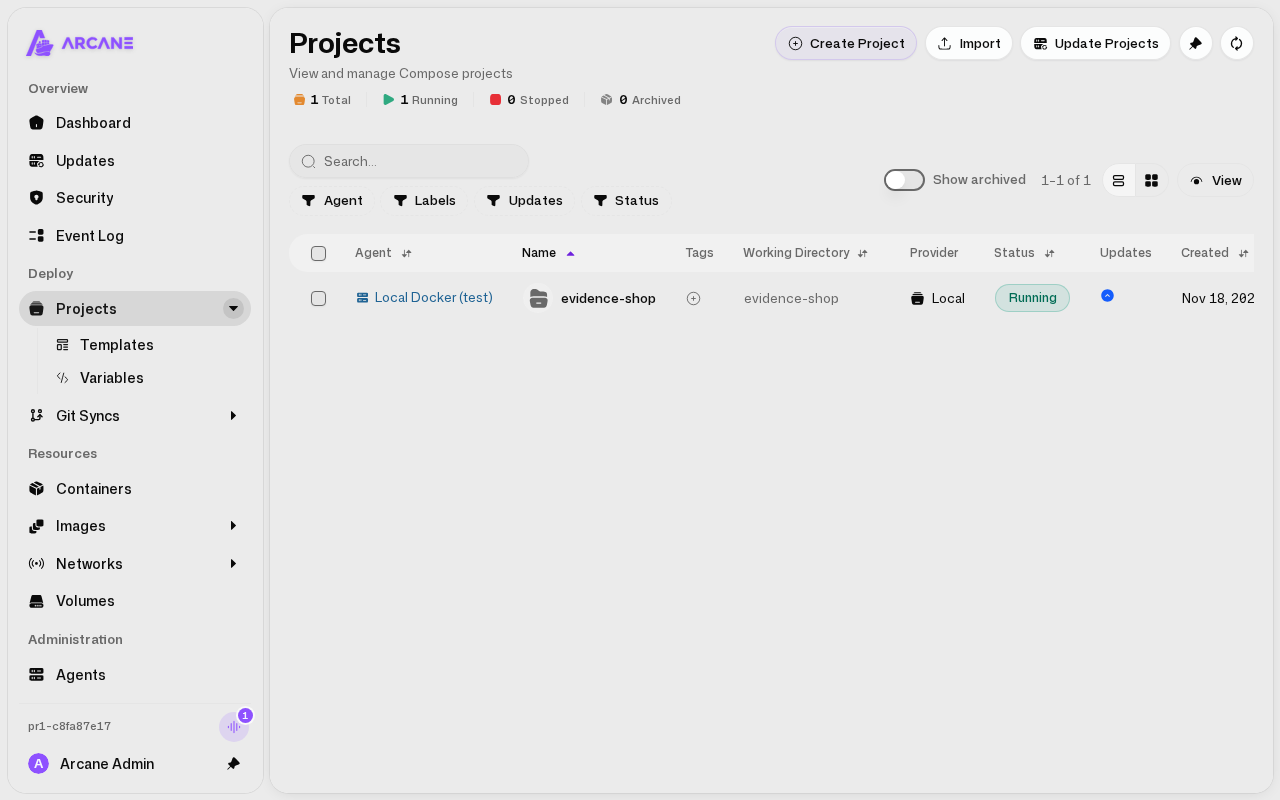 ARCANE
Overview
Dashboard
Updates
Security
Event Log
Deploy
Projects
Templates
Variables
Git Syncs
Resources
Containers
Images
Networks
Volumes
Administration
Agents
pr1-c8fa87e17
1
A Arcane Admin
Projects
Create Project Import Update Projects
View and manage Compose projects
1 Total 1 Running 0 Stopped 0 Archived
Search...
Show archived 1–1 of 1 View
Agent Labels Updates Status
Agent Name Tags Working Directory Provider Status Updates Created
Local Docker (test) evidence-shop evidence-shop Local Running Nov 18, 202